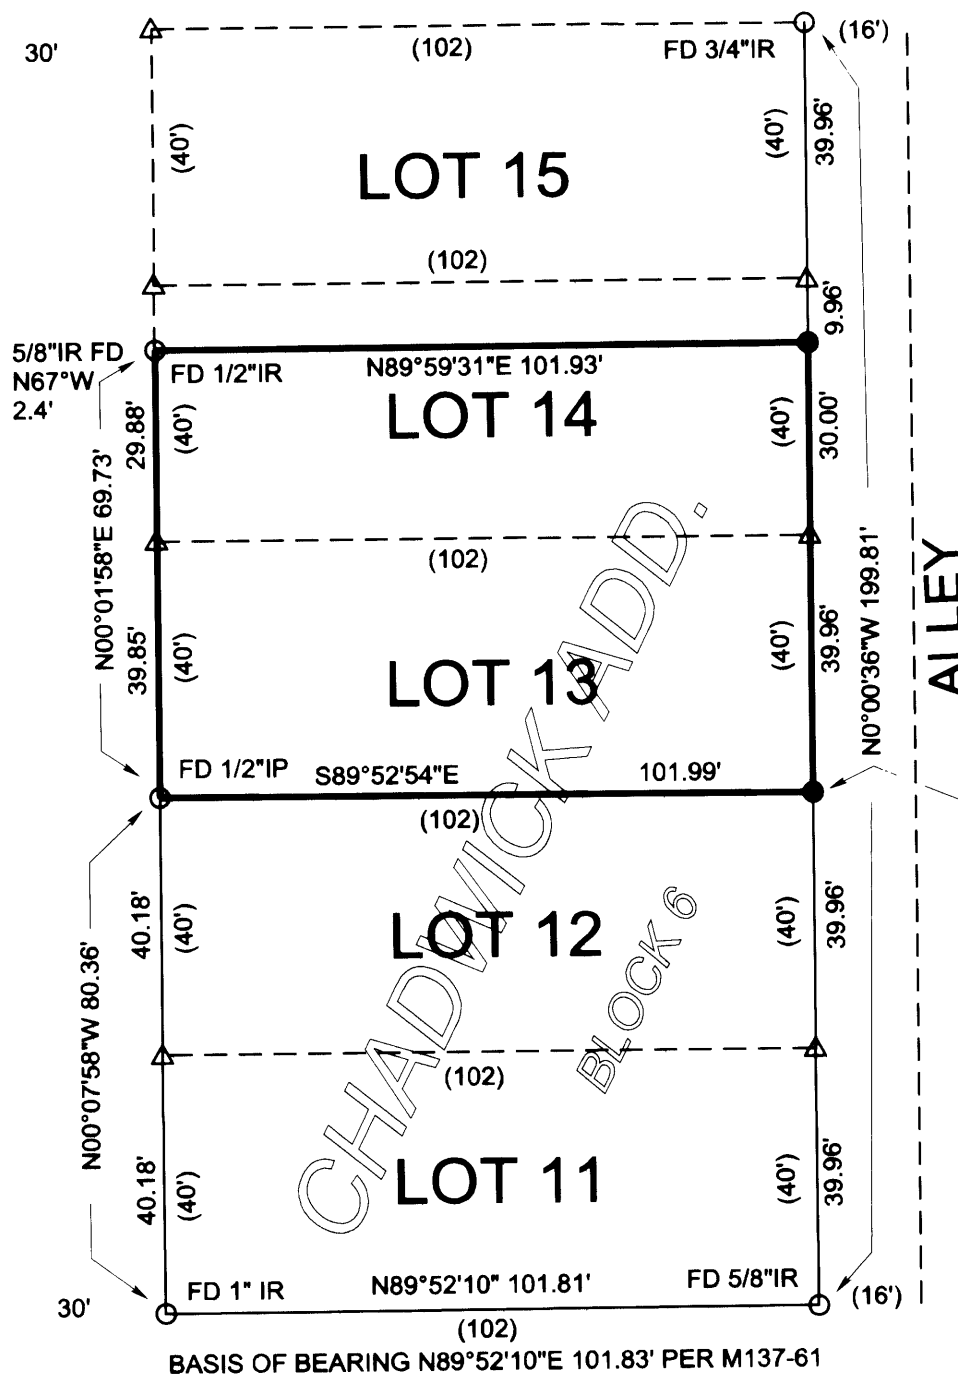 30'
(102)
FD 3/4"IR
(16')
(40')
(40')
39.96'
LOT 15
(102)
9.96'
5/8"IR FD
N67°W
2.4'
FD 1/2"IR
N89°59'31"E 101.93'
29.88'
(40')
LOT 14
(40')
30.00'
N00°01'58"E 69.73'
(102)
N0°00'36"W 199.81'
ALLEY
39.85'
(40')
LOT 13
(40')
39.96'
FD 1/2"IP
S89°52'54"E
101.99'
(102)
CHADWICK ADD.
BLOCK 6
N00°07'58"W 80.36'
40.18'
(40')
LOT 12
(40')
39.96'
(102)
40.18'
(40')
LOT 11
(40')
39.96'
FD 1" IR
N89°52'10" 101.81'
FD 5/8"IR
30'
(16')
(102)
BASIS OF BEARING N89°52'10"E 101.83' PER M137-61